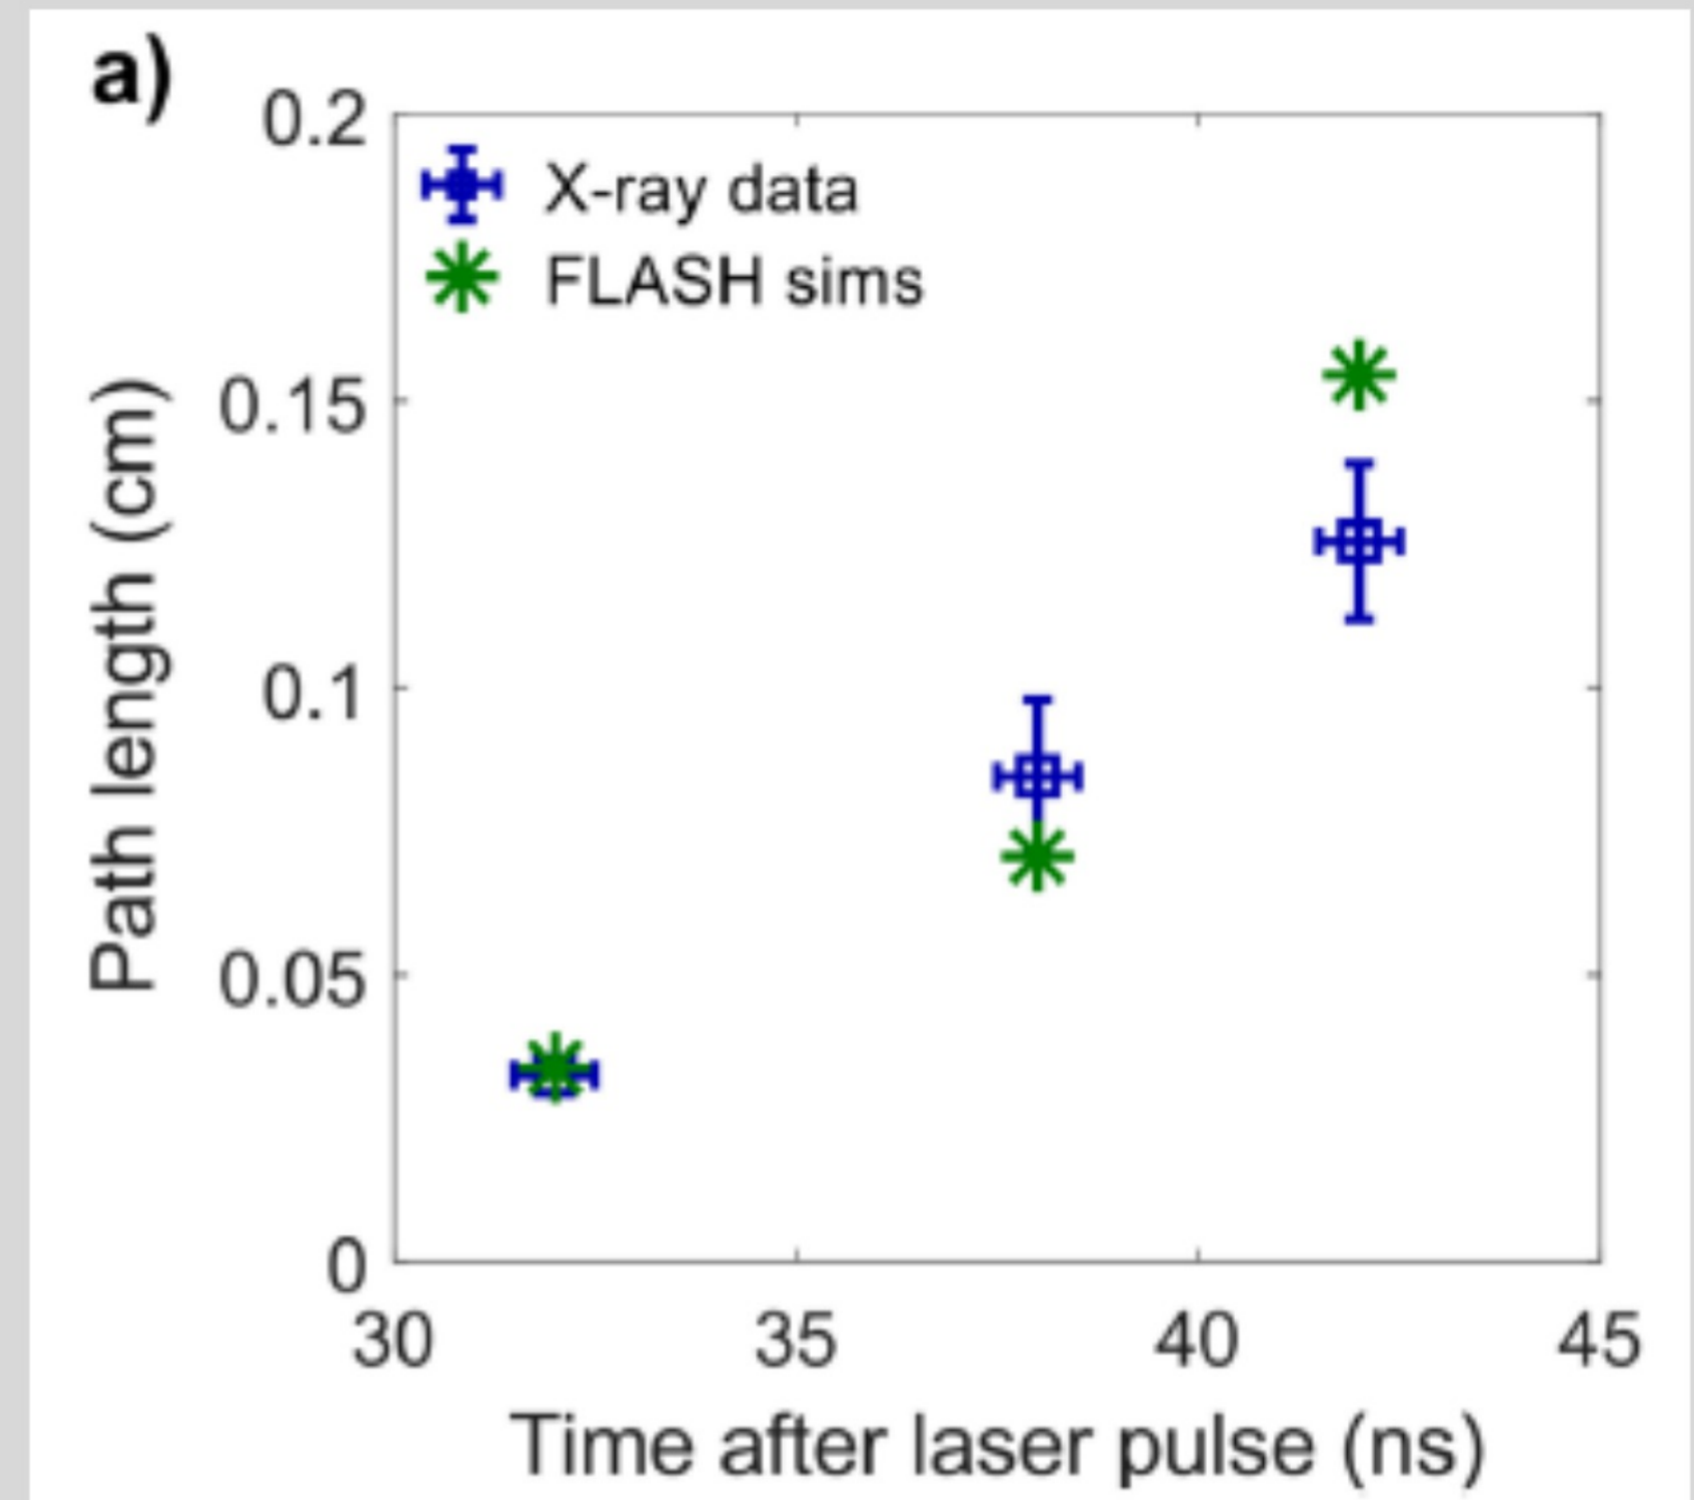 a)
0.2
X-ray data
FLASH sims
0.15
Path length (cm)
0.1
0.05
0
30 35 40 45
Time after laser pulse (ns)